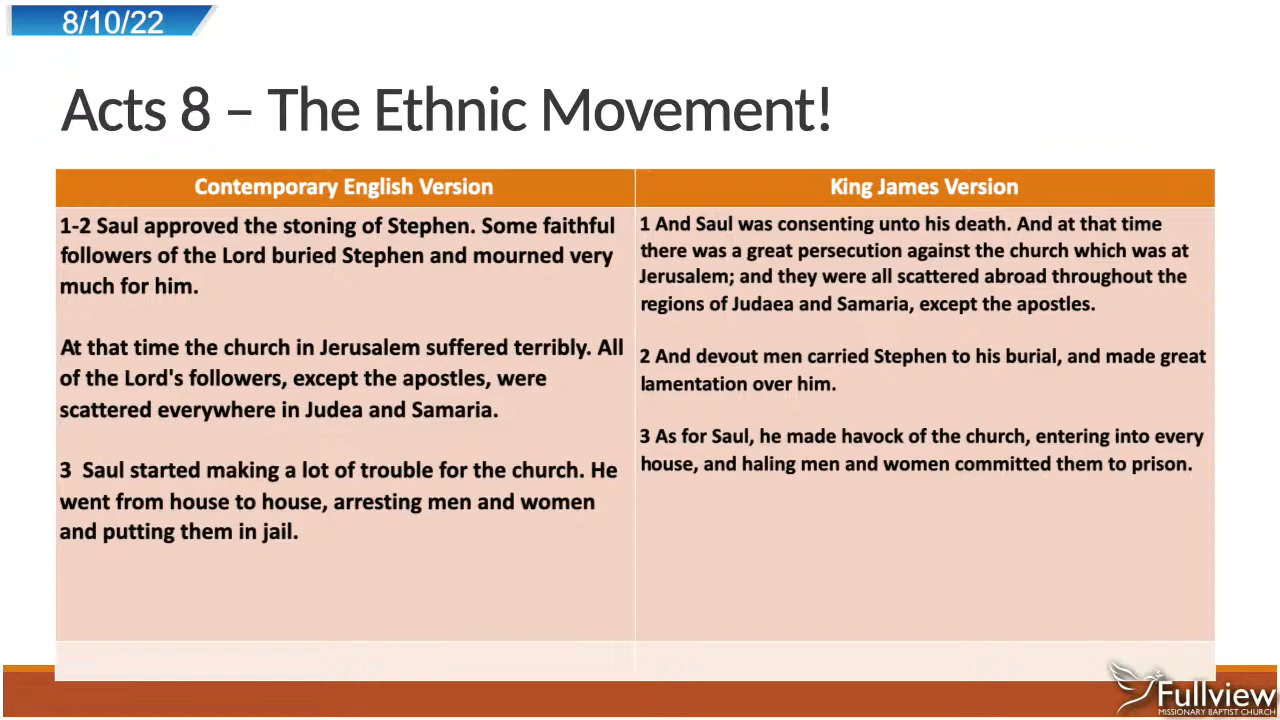 8/10/22
Acts 8 – The Ethnic Movement!
Contemporary English Version
1-2 Saul approved the stoning of Stephen. Some faithful
followers of the Lord buried Stephen and mourned very
much for him.
At that time the church in Jerusalem suffered terribly. All
of the Lord's followers, except the apostles, were
scattered everywhere in Judea and Samaria.
3  Saul started making a lot of trouble for the church. He
went from house to house, arresting men and women
and putting them in jail.
King James Version
1 And Saul was consenting unto his death. And at that time
there was a great persecution against the church which was at
Jerusalem; and they were all scattered abroad throughout the
regions of Judaea and Samaria, except the apostles.
2 And devout men carried Stephen to his burial, and made great
lamentation over him.
3 As for Saul, he made havock of the church, entering into every
house, and haling men and women committed them to prison.
Fullview
MISSIONARY BAPTIST CHURCH